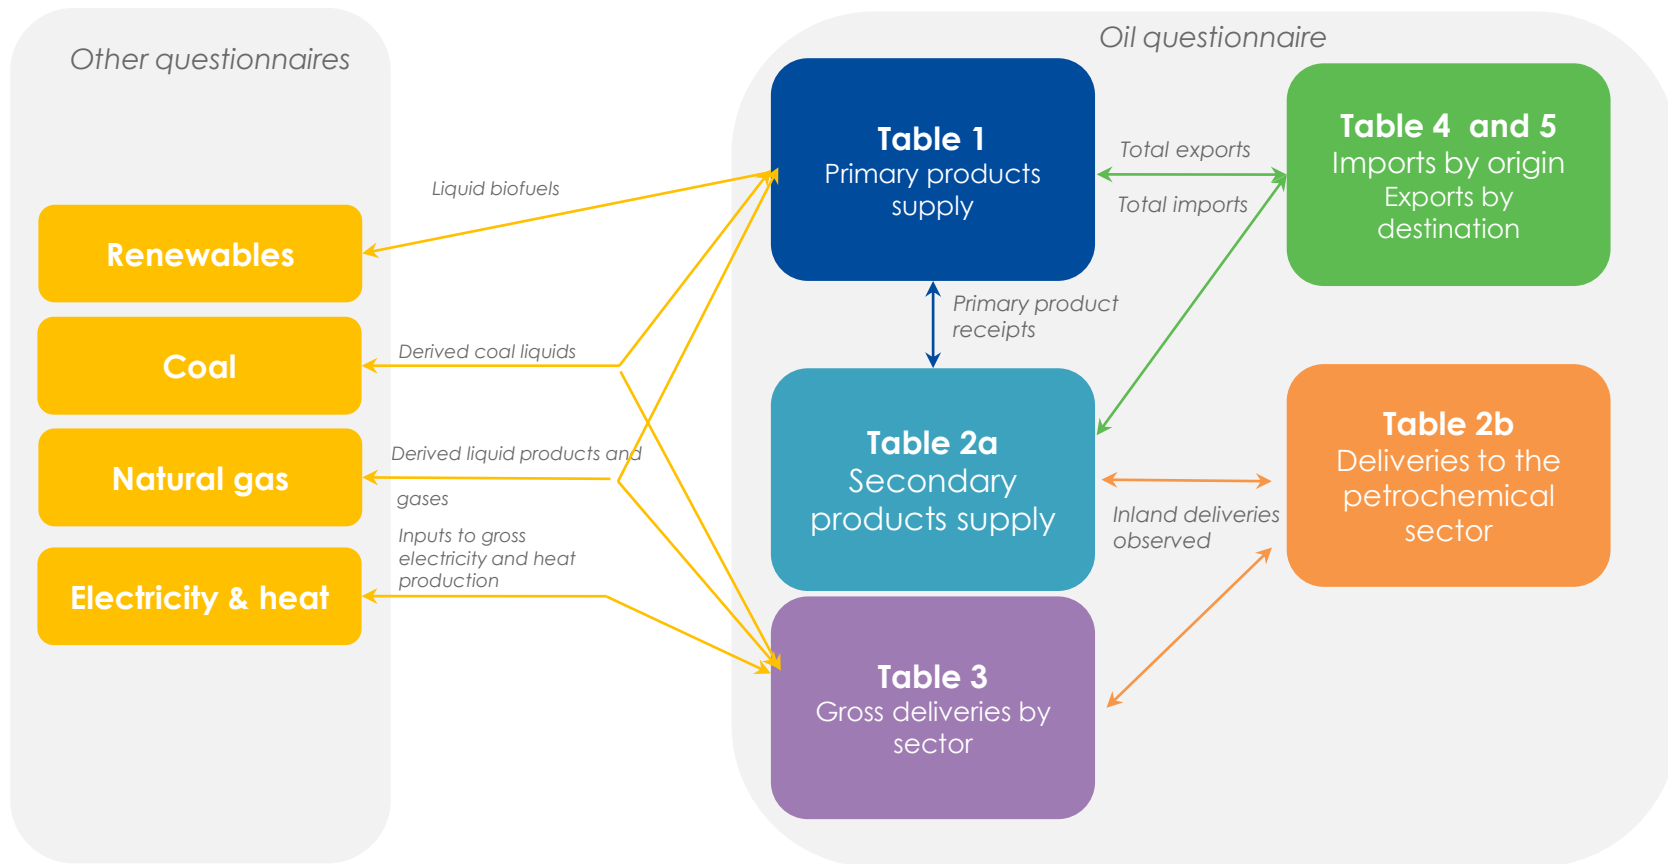 Other questionnaires
Renewables
Coal
Natural gas
Electricity & heat
Liquid biofuels
Derived coal liquids
Derived liquid products and
gases
Inputs to gross
electricity and heat
production
Oil questionnaire
Table 1
Primary products
supply
Total exports
Total imports
Table 4 and 5
Imports by origin
Exports by
destination
Primary product
receipts
Table 2a
Secondary
products supply
Inland deliveries
observed
Table 2b
Deliveries to the
petrochemical
sector
Table 3
Gross deliveries by
sector